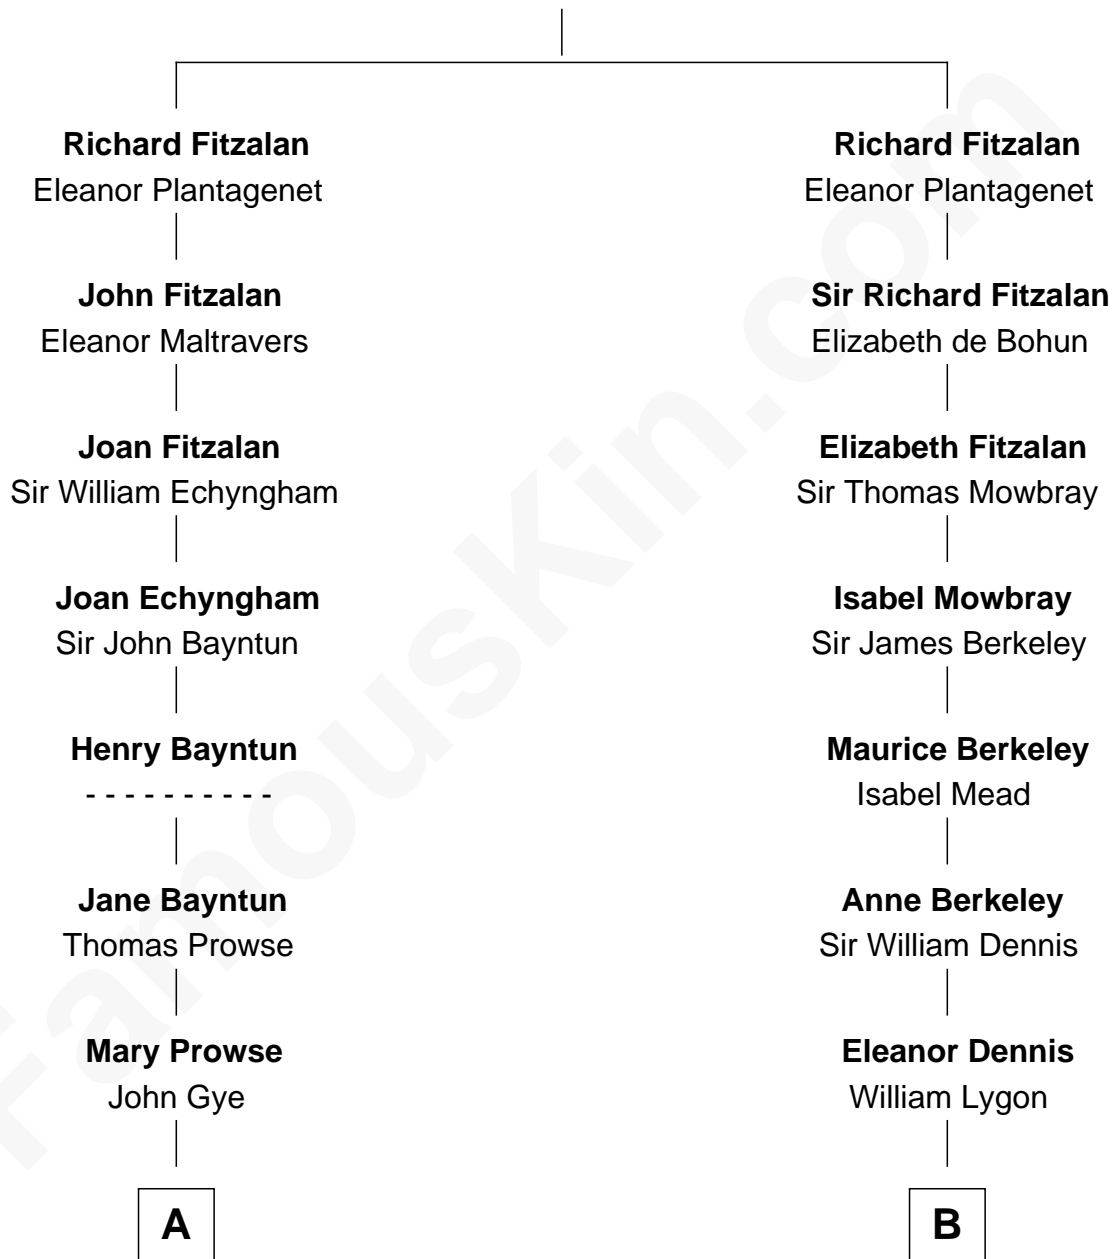 Richard Fitzalan
Eleanor Plantagenet
John Fitzalan
Eleanor Maltravers
Joan Fitzalan
Sir William Echyngham
Joan Echyngham
Sir John Bayntun
Henry Bayntun
- - - - - - - - - -
Jane Bayntun
Thomas Prowse
Mary Prowse
John Gye
A
Richard Fitzalan
Eleanor Plantagenet
Sir Richard Fitzalan
Elizabeth de Bohun
Elizabeth Fitzalan
Sir Thomas Mowbray
Isabel Mowbray
Sir James Berkeley
Maurice Berkeley
Isabel Mead
Anne Berkeley
Sir William Dennis
Eleanor Dennis
William Lygon
B
FamousKin.com